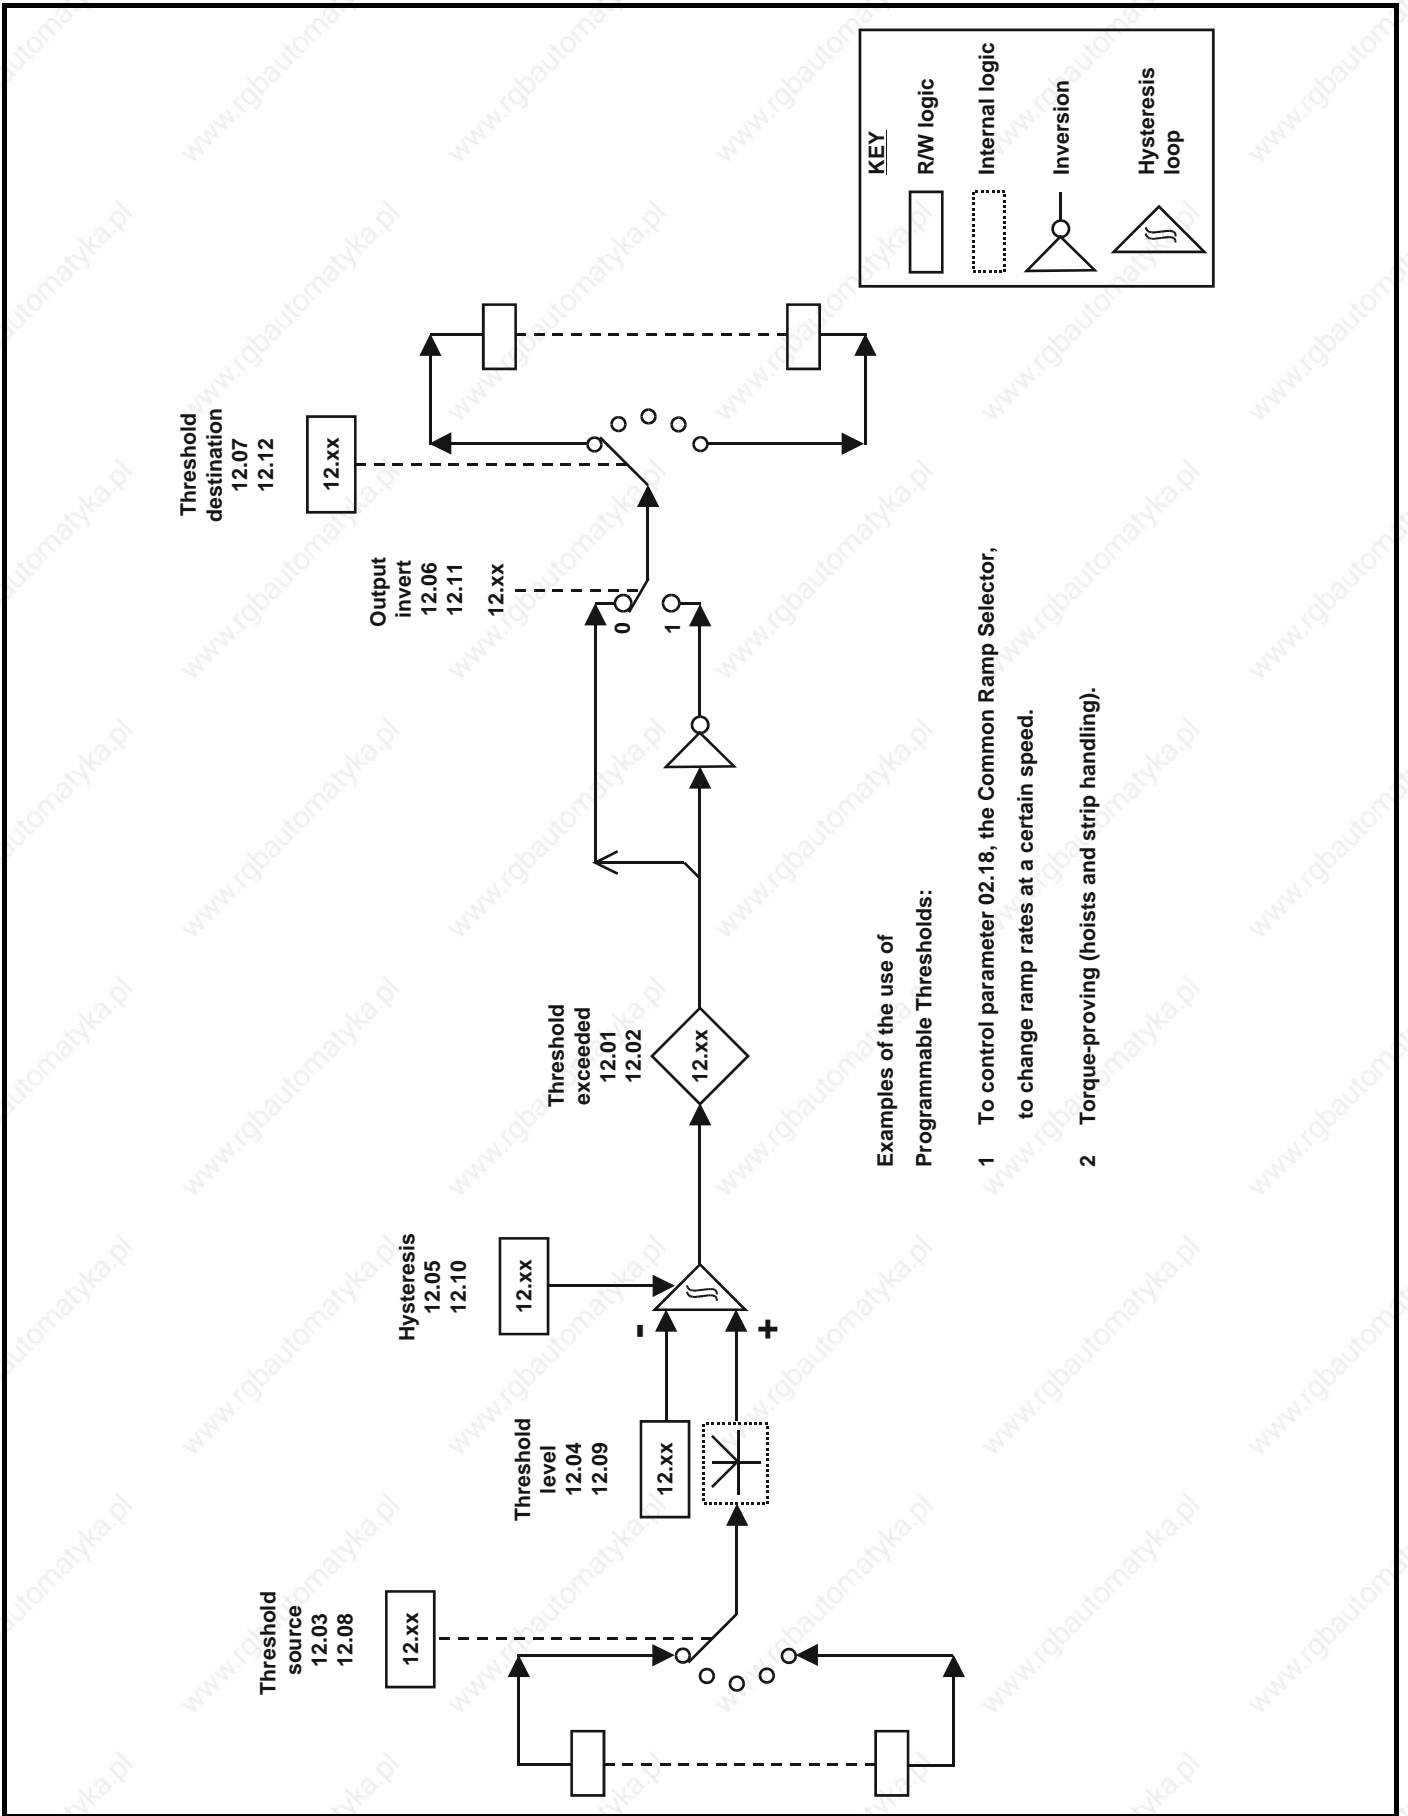 Threshold
source
12.03
12.08
12.xx
Threshold
level
12.04
12.09
12.xx
Hysteresis
12.05
12.10
12.xx
-
+
Threshold
exceeded
12.01
12.02
12.xx
Output
invert
12.06
12.11
12.xx
0
1
Threshold
destination
12.07
12.12
12.xx
Examples of the use of
Programmable Thresholds:
1 To control parameter 02.18, the Common Ramp Selector,
to change ramp rates at a certain speed.
2 Torque-proving (hoists and strip handling).
KEY
R/W logic
Internal logic
Inversion
Hysteresis
loop
www.rgbautomatyka.pl